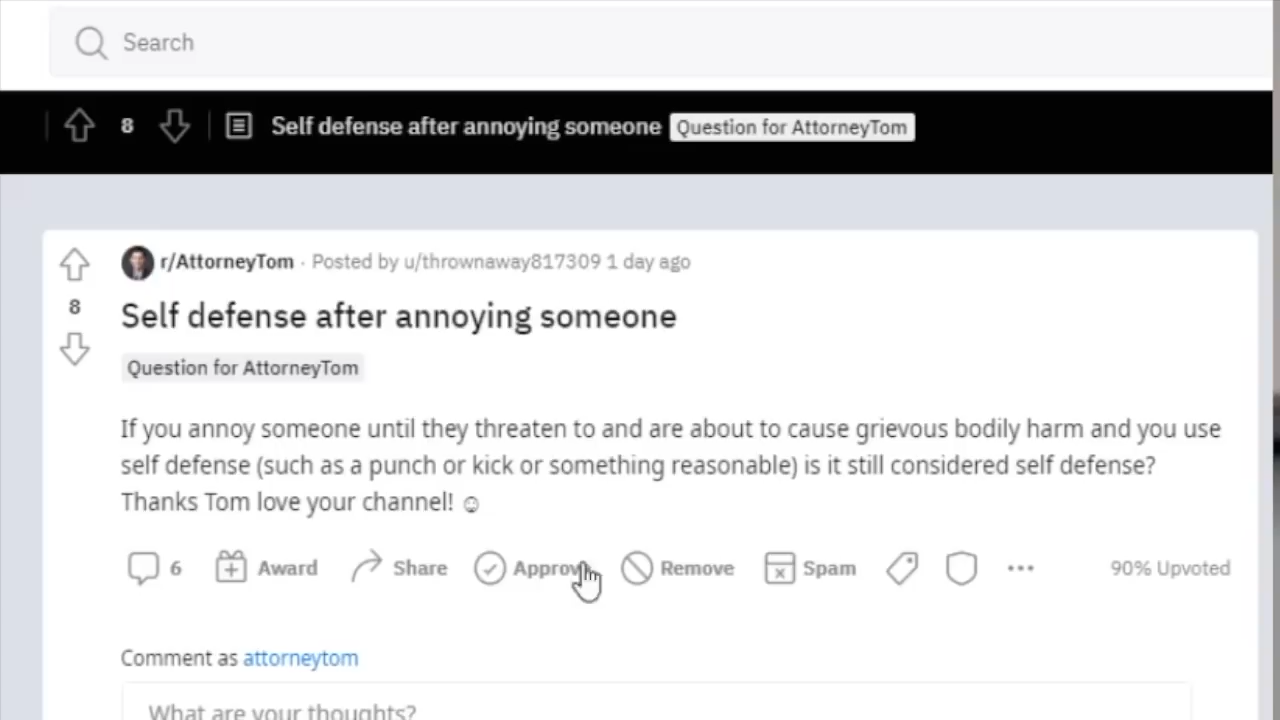 Search
8
Self defense after annoying someone Question for AttorneyTom
r/AttorneyTom · Posted by u/thrownaway817309 1 day ago
8
Self defense after annoying someone
Question for AttorneyTom
If you annoy someone until they threaten to and are about to cause grievous bodily harm and you use
self defense (such as a punch or kick or something reasonable) is it still considered self defense?
Thanks Tom love your channel! ☺
6 Award Share Approve Remove Spam ... 90% Upvoted
Comment as attorneytom
What are your thoughts?